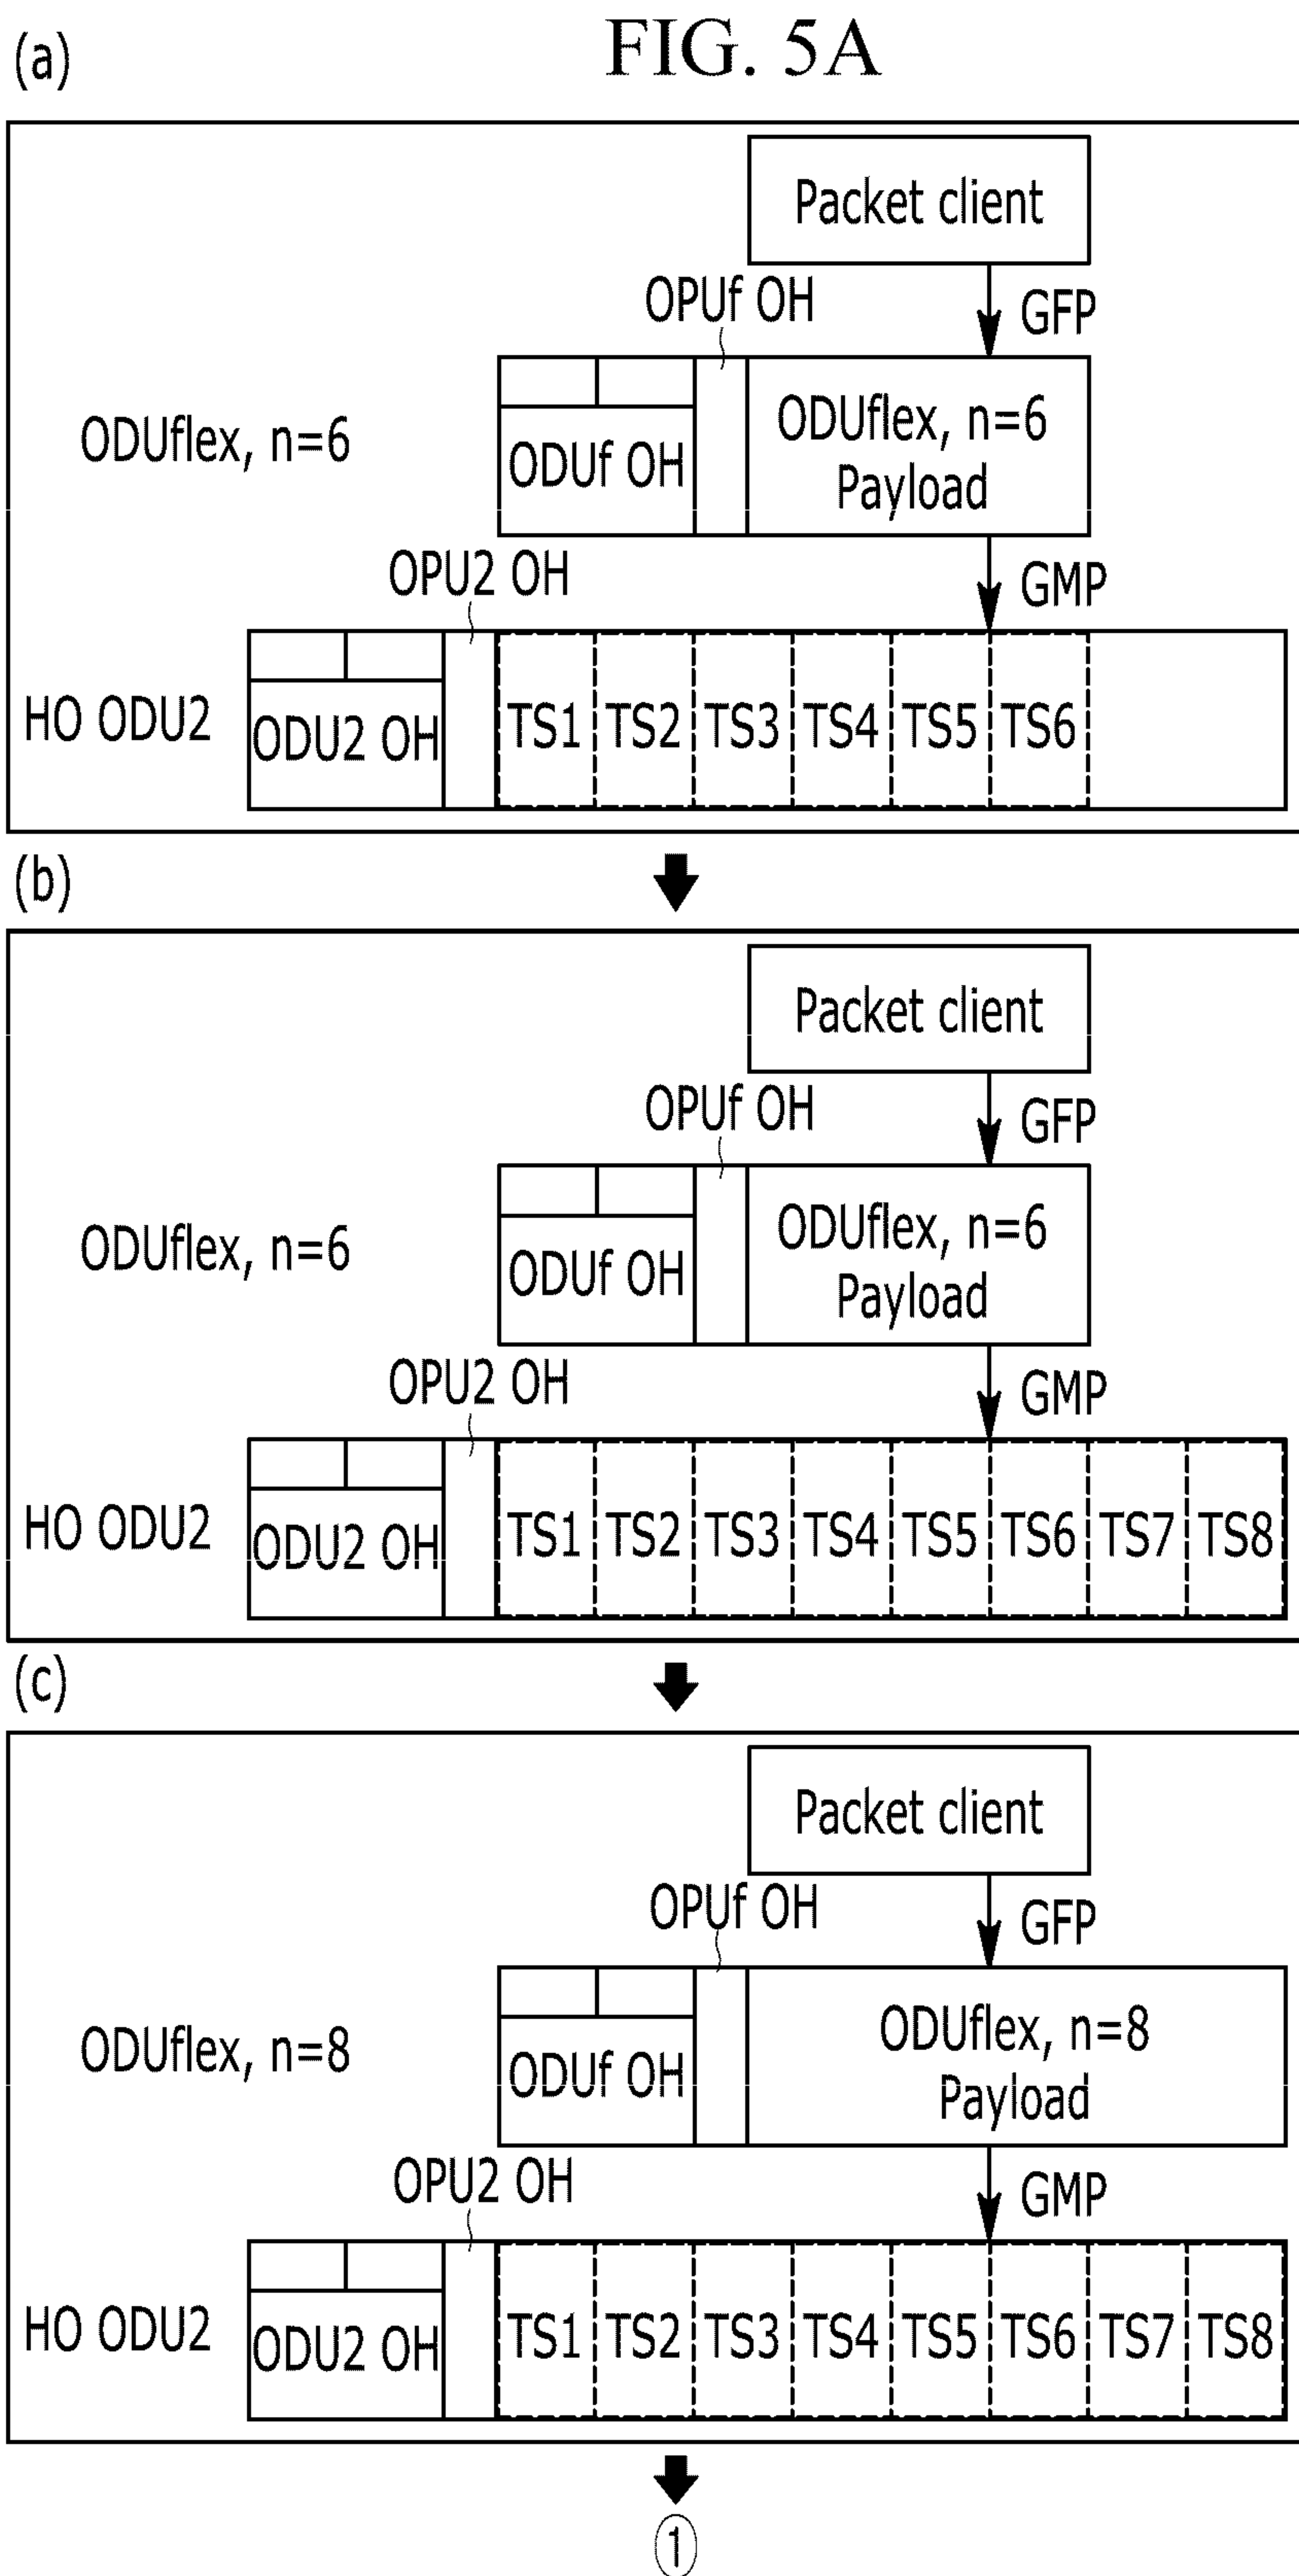 (a)
FIG. 5A
Packet client
OPUf OH
GFP
ODUflex, n=6
ODUf OH
ODUflex, n=6
Payload
OPU2 OH
GMP
HO ODU2
ODU2 OH
TS1 TS2 TS3 TS4 TS5 TS6
(b)
Packet client
OPUf OH
GFP
ODUflex, n=6
ODUf OH
ODUflex, n=6
Payload
OPU2 OH
GMP
HO ODU2
ODU2 OH
TS1 TS2 TS3 TS4 TS5 TS6 TS7 TS8
(c)
Packet client
OPUf OH
GFP
ODUflex, n=8
ODUf OH
ODUflex, n=8
Payload
OPU2 OH
GMP
HO ODU2
ODU2 OH
TS1 TS2 TS3 TS4 TS5 TS6 TS7 TS8
1